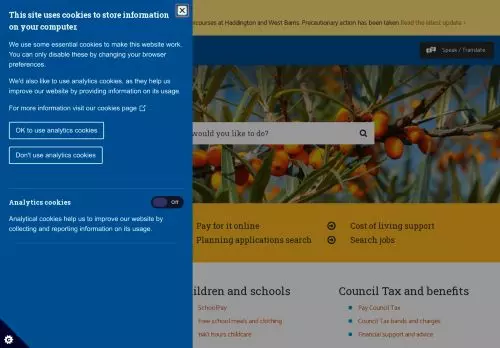 This site uses cookies to store information
on your computer
We use some essential cookies to make this website work.
You can only disable these by changing your browser
preferences.
We'd also like to use analytics cookies, as they help us
improve our website by providing information on its usage
For more information visit our cookies page
OK to use analytics cookies
Don't use analytics cookies
Analytics cookies
Off
Analytical cookies help us to improve our website by
collecting and reporting information on its usage.
courses at Haddington and West Barns. Precautionary action has been taken. Read the latest update ›
Speak / Translate
would you like to do?
Pay for it online
Cost of living support
Planning applications search
Search jobs
ildren and schools
Council Tax and benefits
SchoolPay
Pay Council Tax
Free school meals and clothing
Council Tax bands and charges
1140 hours childcare
Financial support and advice